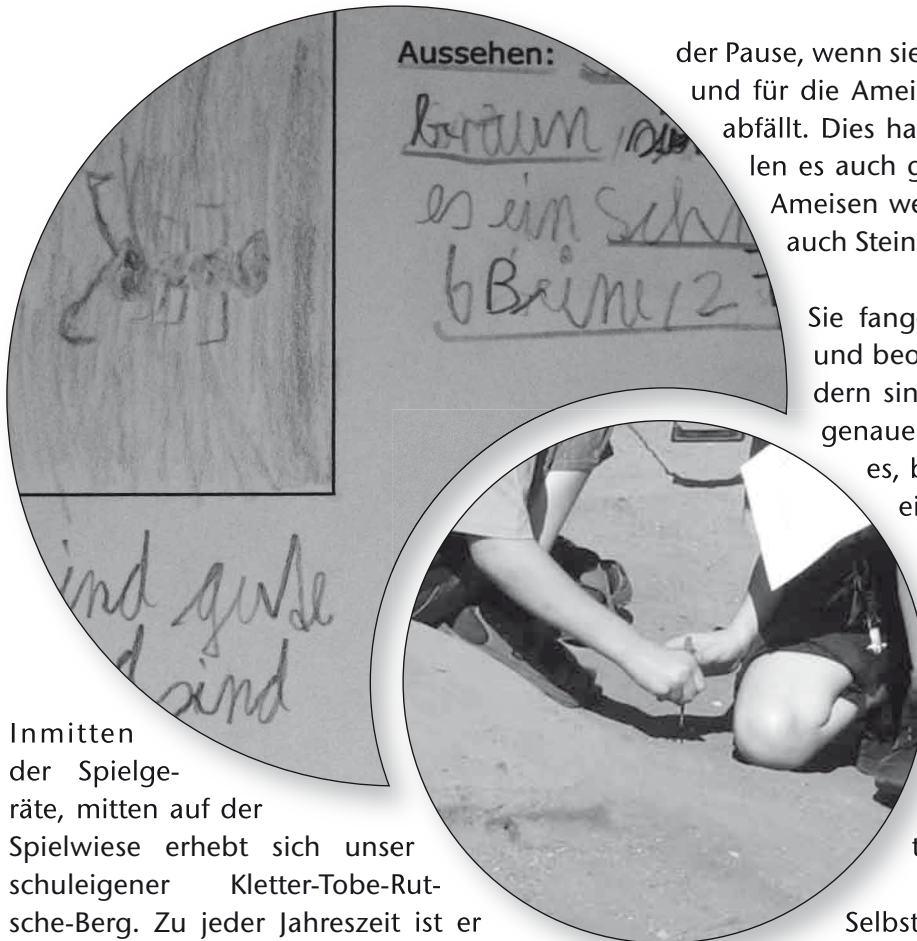 Aussehen:
braun
es ein Sch
6 Beine, 2
ind gute
d sind
der Pause, wenn sie
und für die Amei
abfällt. Dies ha
len es auch g
Ameisen we
auch Stein
Sie fang
und beo
dern sin
genaue
es, b
ei
Inmitten
der Spielge-
räte, mitten auf der
Spielwiese erhebt sich unser
schuleigener Kletter-Tobe-Rut-
sche-Berg. Zu jeder Jahreszeit ist er
t
Selbst